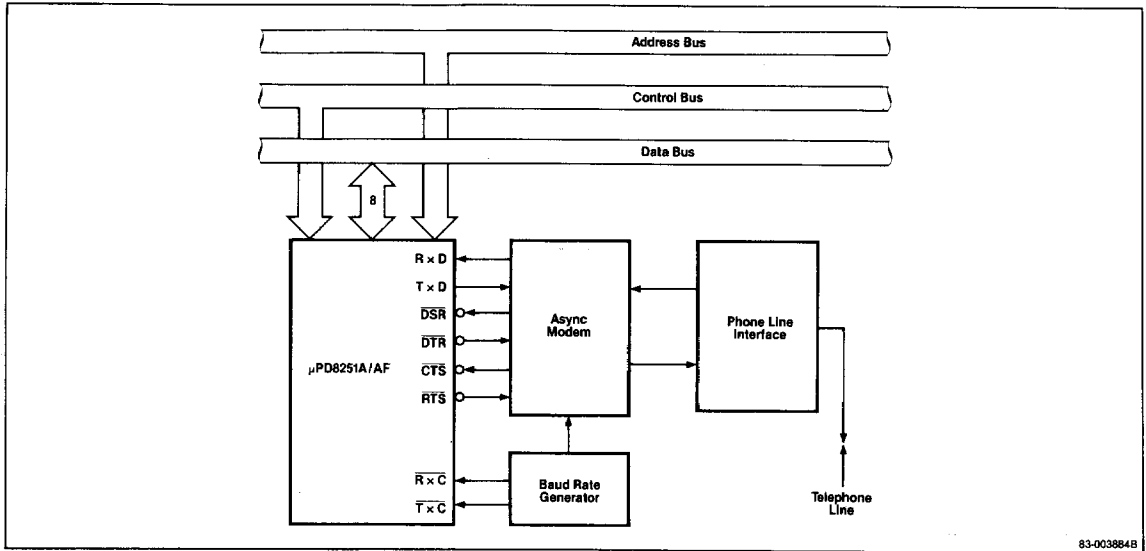 Address Bus
Control Bus
Data Bus
8
R × D
T × D
DSR
DTR
CTS
RTS
R × C
T × C
µPD8251A/AF
Async
Modem
Phone Line
Interface
Baud Rate
Generator
Telephone
Line
83-003884B